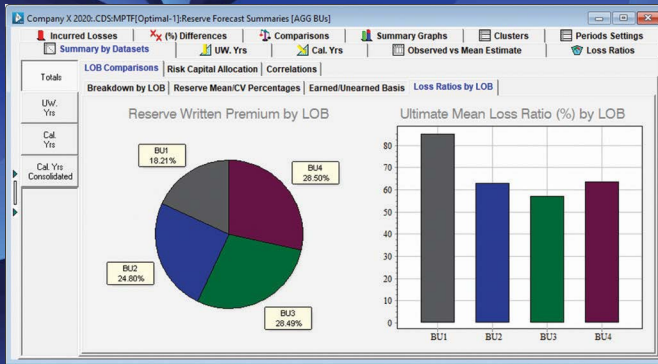 Company X 2020:.CDS:MPTF[Optimal-1]:Reserve Forecast Summaries [AGG BUs]
Incurred Losses (%) Differences Comparisons Summary Graphs Clusters Periods Settings
Summary by Datasets UW. Yrs Cal. Yrs Observed vs Mean Estimate Loss Ratios
Totals
UW.
Yrs
Cal.
Yrs
Cal. Yrs
Consolidated
LOB Comparisons Risk Capital Allocation Correlations
Breakdown by LOB Reserve Mean/CV Percentages Earned/Unearned Basis Loss Ratios by LOB
Reserve Written Premium by LOB
BU1
18.21%
BU4
28.50%
BU2
24.80%
BU3
28.49%
Ultimate Mean Loss Ratio (%) by LOB
80
70
60
50
40
30
20
10
0
BU1 BU2 BU3 BU4